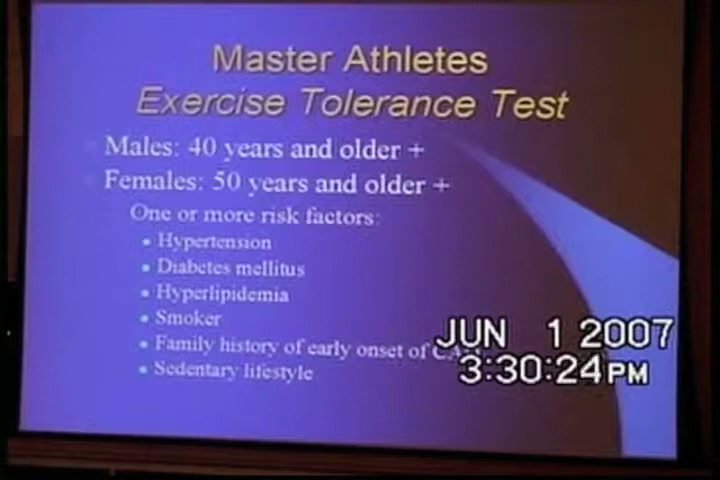 Master Athletes
Exercise Tolerance Test
Males: 40 years and older +
Females: 50 years and older +
One or more risk factors:
• Hypertension
• Diabetes mellitus
• Hyperlipidemia
• Smoker
• Family history of early onset of
• Sedentary lifestyle
JUN 1 2007
3:30:24PM